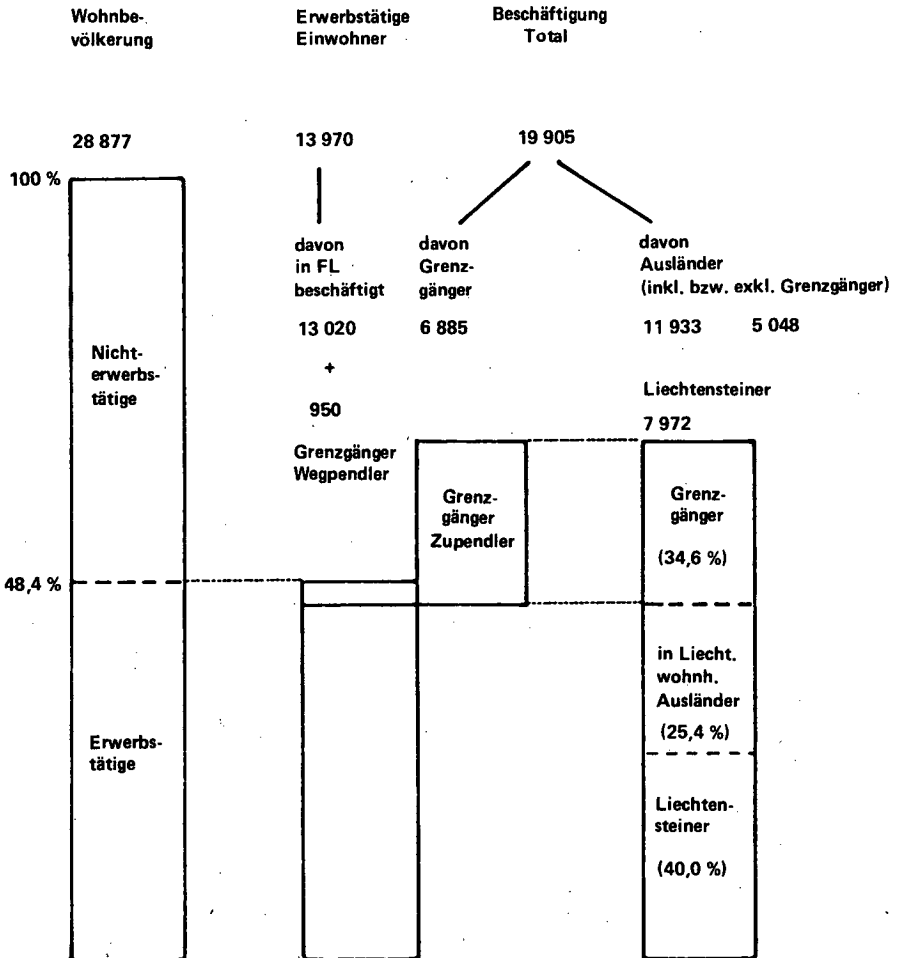 Wohnbe-
völkerung
Erwerbstätige
Einwohner
Beschäftigung
Total
28 877
13 970
19 905
100 %
davon
in FL
beschäftigt
davon
Grenz-
gänger
davon
Ausländer
(inkl. bzw. exkl. Grenzgänger)
13 020
6 885
11 933 5 048
+
950
Grenzgänger
Wegpendler
Liechtensteiner
7 972
Nicht-
erwerbs-
tätige
Grenz-
gänger
Zupendler
Grenz-
gänger
(34,6 %)
48,4 %
in Liecht.
wohnh.
Ausländer
(25,4 %)
Erwerbs-
tätige
Liechten-
steiner
(40,0 %)